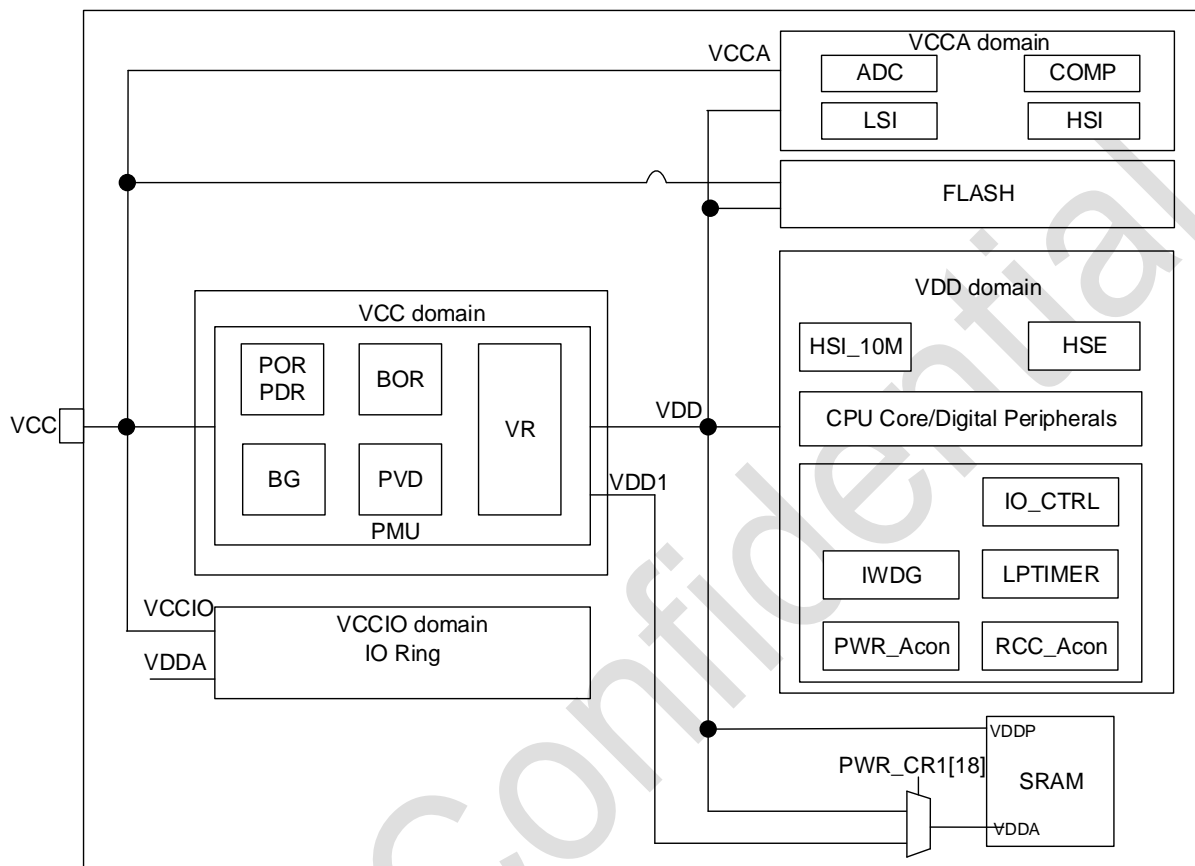 VCCA domain
VCCA
ADC
COMP
LSI
HSI
FLASH
VCC domain
POR
PDR
BOR
VR
BG
PVD
PMU
VCC
VDD
VDD1
VDD domain
HSI_10M
HSE
CPU Core/Digital Peripherals
IO_CTRL
IWDG
LPTIMER
PWR_Acon
RCC_Acon
VCCIO
VCCIO domain
IO Ring
VDDA
VDDP
PWR_CR1[18]
SRAM
VDDA
Confidential